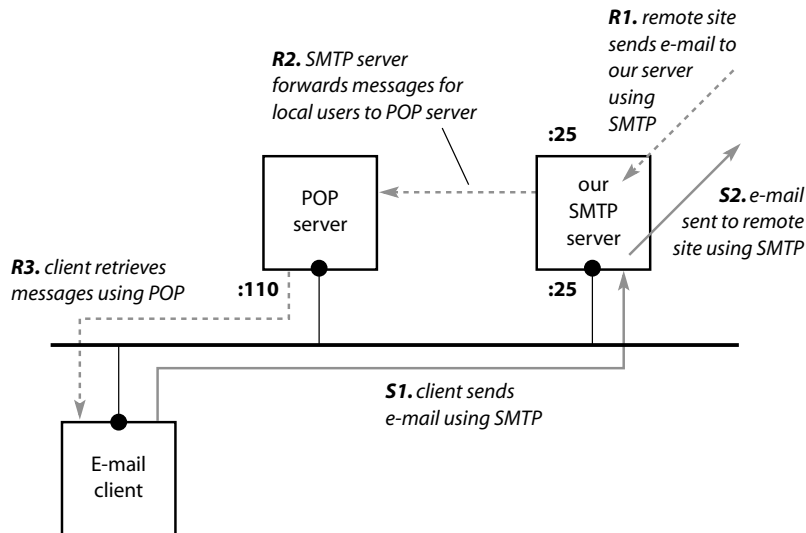 R1. remote site
sends e-mail to
our server
using
SMTP
R2. SMTP server
forwards messages for
local users to POP server
:25
POP
server
our
SMTP
server
S2. e-mail
sent to remote
site using SMTP
R3. client retrieves
messages using POP
:110
:25
S1. client sends
e-mail using SMTP
E-mail
client